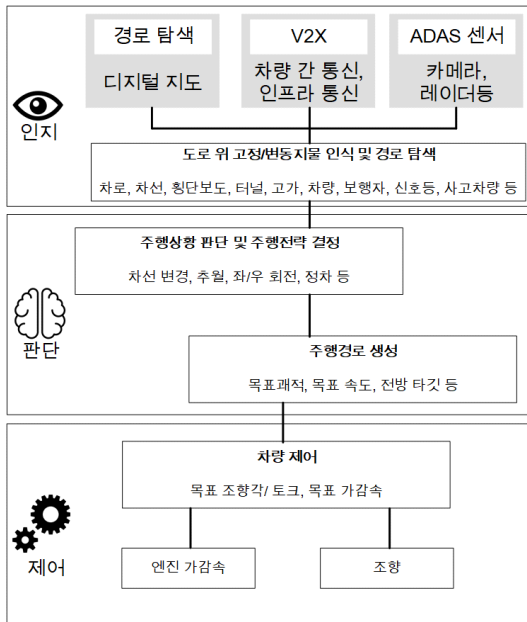 경로 탐색
V2X
ADAS 센서
디지털 지도
차량 간 통신,
인프라 통신
카메라,
레이더등
인지
도로 위 고정/변동지물 인식 및 경로 탐색
차로, 차선, 횡단보도, 터널, 고가, 차량, 보행자, 신호등, 사고차량 등
주행상황 판단 및 주행전략 결정
차선 변경, 추월, 좌/우 회전, 정차 등
판단
주행경로 생성
목표괘적, 목표 속도, 전방 타깃 등
차량 제어
목표 조향각/ 토크, 목표 가감속
제어
엔진 가감속
조향